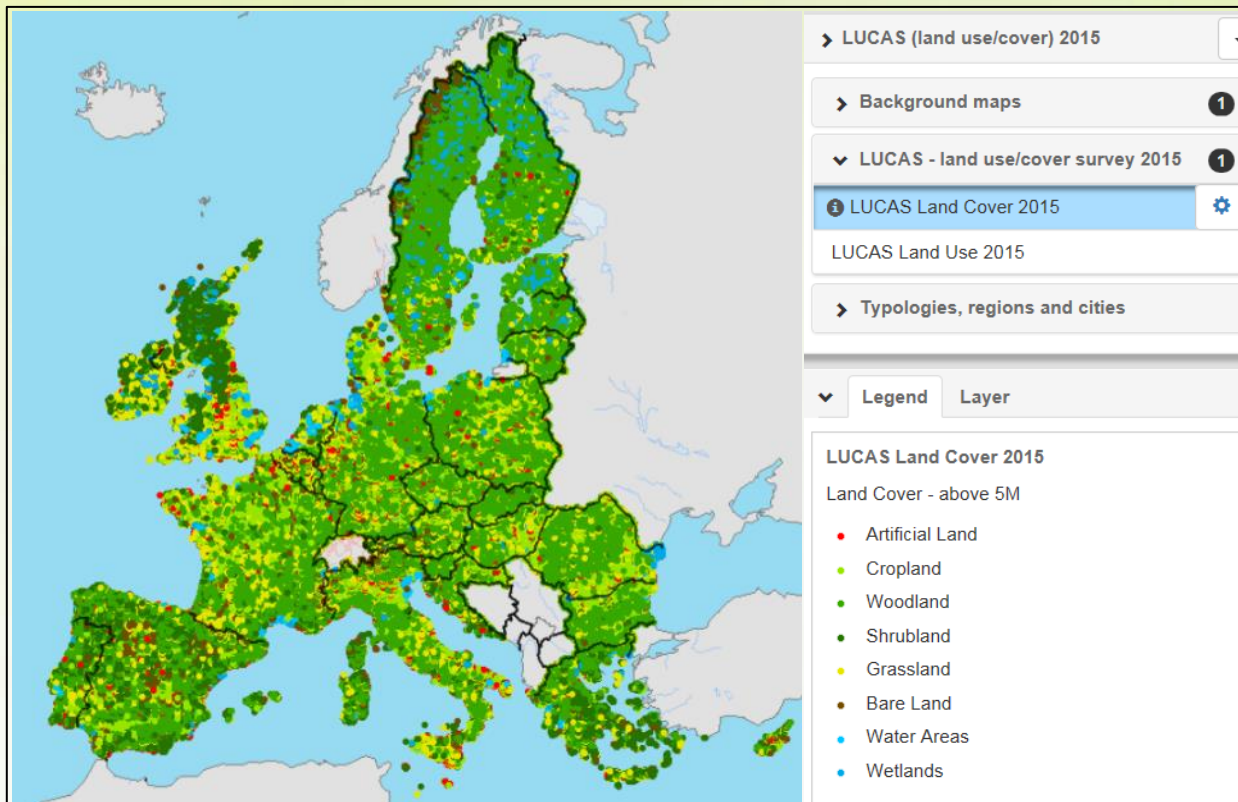 LUCAS (land use/cover) 2015
Background maps 1
LUCAS - land use/cover survey 2015 1
LUCAS Land Cover 2015
LUCAS Land Use 2015
Typologies, regions and cities
Legend Layer
LUCAS Land Cover 2015
Land Cover - above 5M
Artificial Land
Cropland
Woodland
Shrubland
Grassland
Bare Land
Water Areas
Wetlands